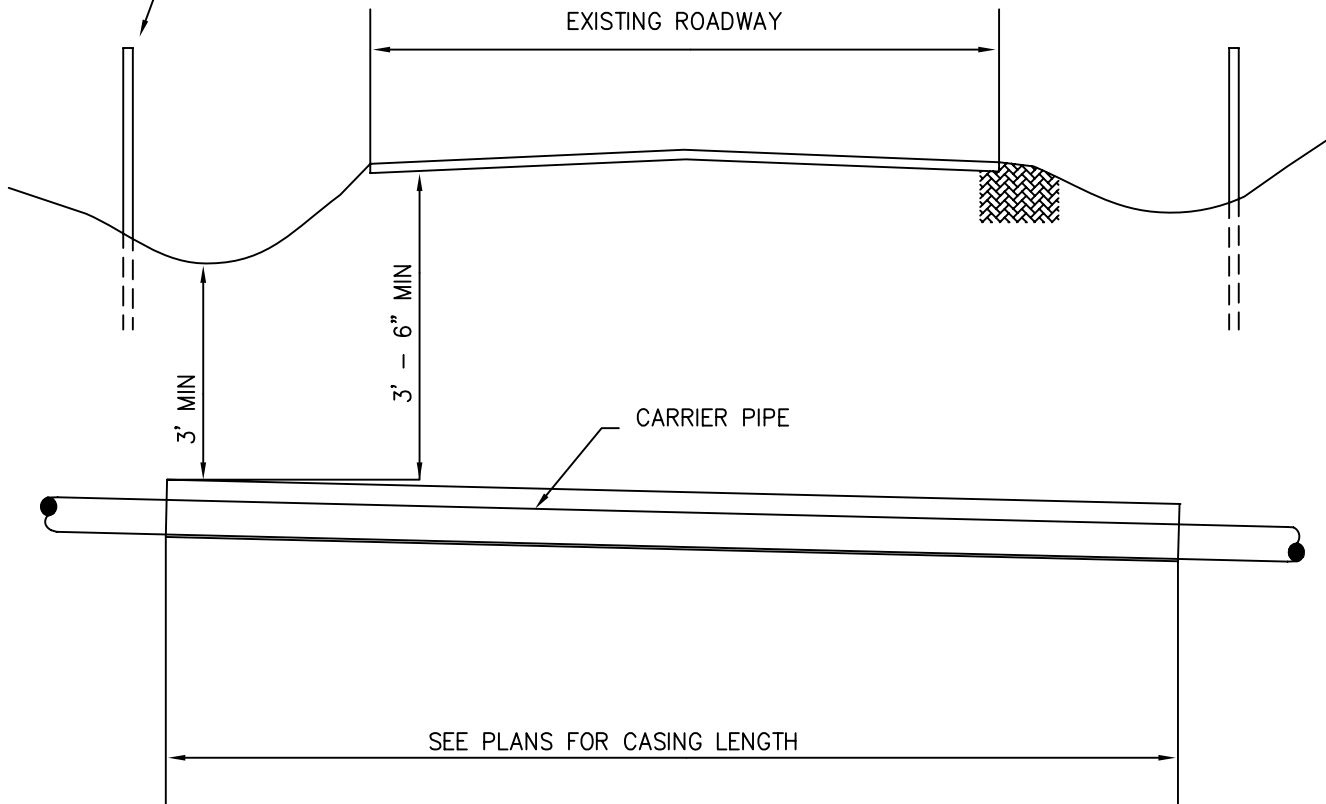 EXISTING ROADWAY
3' MIN
3' – 6" MIN
CARRIER PIPE
SEE PLANS FOR CASING LENGTH